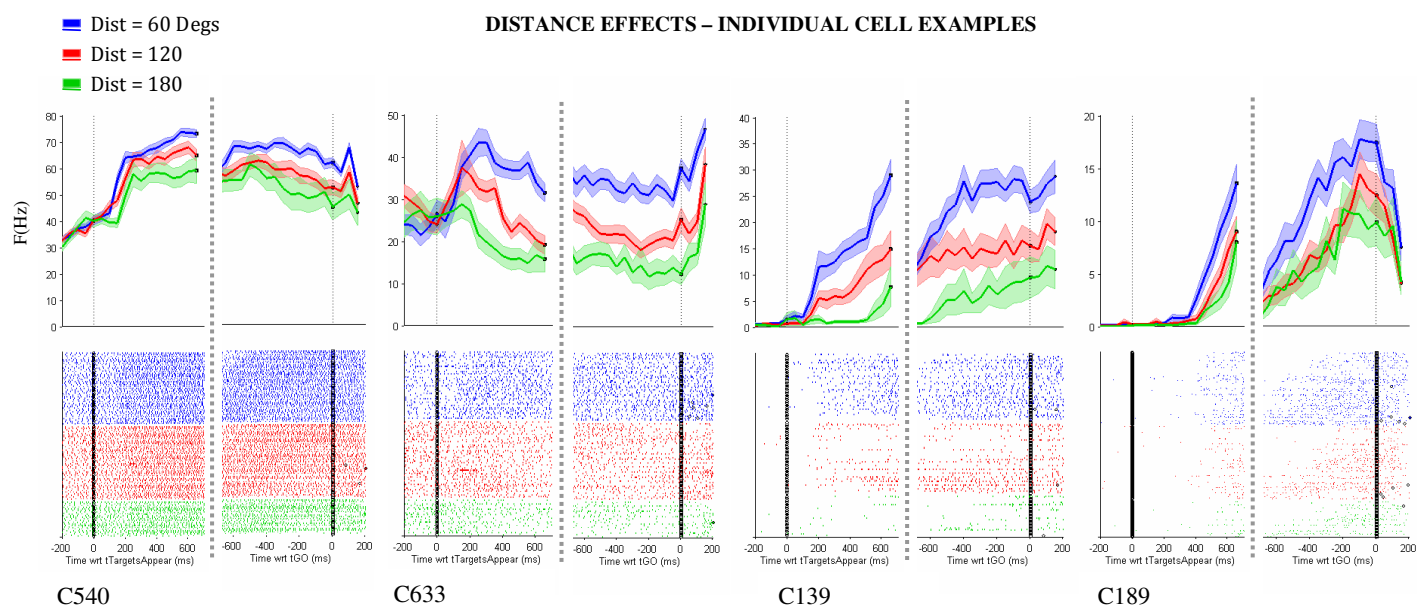 DISTANCE EFFECTS – INDIVIDUAL CELL EXAMPLES
Dist = 60 Degs
Dist = 120
Dist = 180
F(Hz)
80
70
60
50
40
30
20
10
0
50
40
30
20
10
0
40
35
30
25
20
15
10
5
0
20
15
10
5
0
-200 0 200 400 600
Time wrt tTargetsAppear (ms)
-600 -400 -200 0 200
Time wrt tGO (ms)
-200 0 200 400 600
Time wrt tTargetsAppear (ms)
-600 -400 -200 0 200
Time wrt tGO (ms)
-200 0 200 400 600
Time wrt tTargetsAppear (ms)
-600 -400 -200 0 200
Time wrt tGO (ms)
-200 0 200 400 600
Time wrt tTargetsAppear (ms)
-600 -400 -200 0 200
Time wrt tGO (ms)
C540
C633
C139
C189